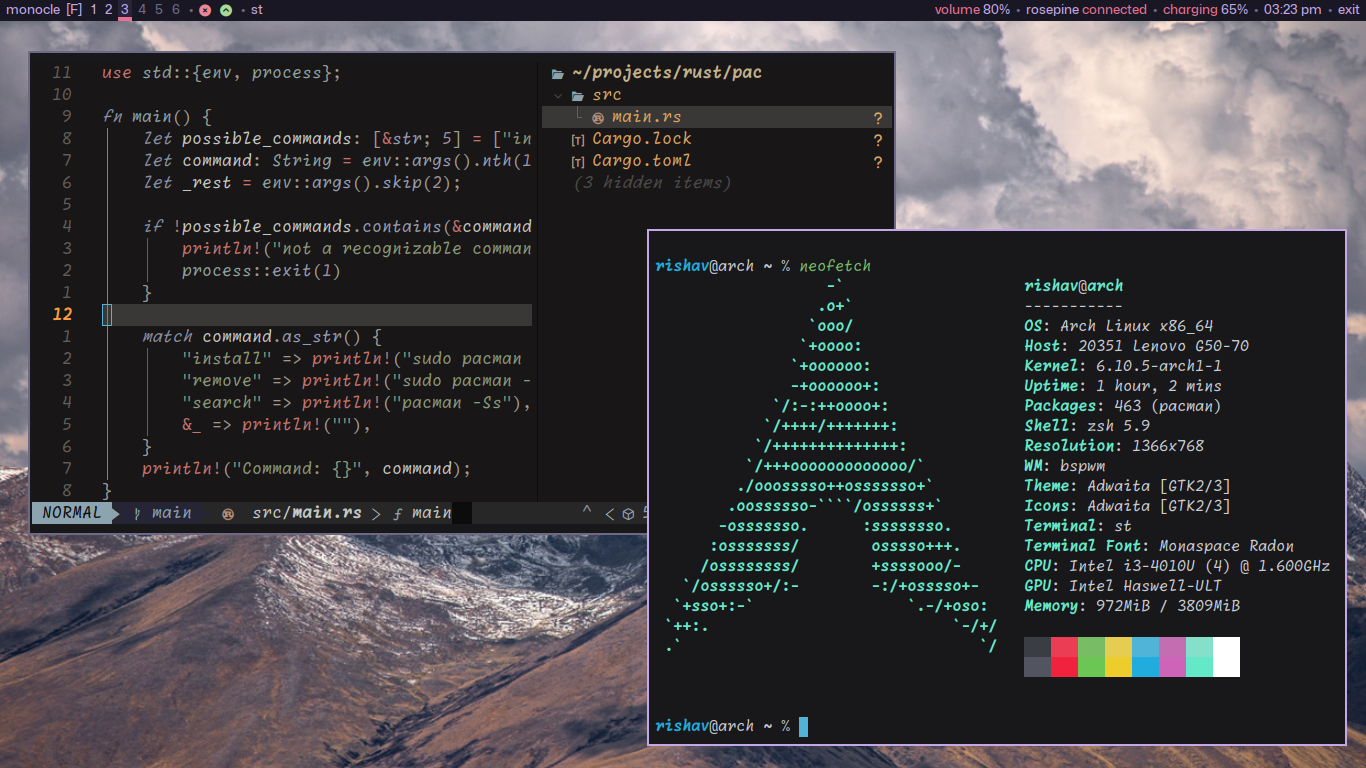 monocle [F] 1 2 3 4 5 6 • • st
volume 80% • rosepine connected • charging 65% • 03:23 pm • exit
11 use std::{env, process};
10
9 fn main() {
8 let possible_commands: [&str; 5] = ["in
7 let command: String = env::args().nth(1
6 let _rest = env::args().skip(2);
5
4 if !possible_commands.contains(&command
3 println!("not a recognizable comman
2 process::exit(1)
1 }
12
1 match command.as_str() {
2 "install" => println!("sudo pacman
3 "remove" => println!("sudo pacman -
4 "search" => println!("pacman -Ss"),
5 &_ => println!(""),
6 }
7 println!("Command: {}", command);
8 }
NORMAL main src/main.rs > ƒ main ^ <
~/projects/rust/pac
src
main.rs ?
[T] Cargo.lock ?
[T] Cargo.toml ?
(3 hidden items)
rishav@arch ~ % neofetch
-`
.o+`
`ooo/
`+oooo:
`+oooooo:
-+oooooo+:
`/:-:++oooo+:
`/++++/+++++++:
`/++++++++++++++:
`/+++ooooooooooooo/`
./ooosssso++osssssso+`
.oossssso-````/ossssss+`
-osssssso. :ssssssso.
:osssssss/ osssso+++.
/ossssssss/ +ssssooo/-
`/ossssso+/:- -:/+osssso+-
`+sso+:-` `.-/+oso:
`++:. `-/+/
.` `/
rishav@arch
-----------
OS: Arch Linux x86_64
Host: 20351 Lenovo G50-70
Kernel: 6.10.5-arch1-1
Uptime: 1 hour, 2 mins
Packages: 463 (pacman)
Shell: zsh 5.9
Resolution: 1366x768
WM: bspwm
Theme: Adwaita [GTK2/3]
Icons: Adwaita [GTK2/3]
Terminal: st
Terminal Font: Monaspace Radon
CPU: Intel i3-4010U (4) @ 1.600GHz
GPU: Intel Haswell-ULT
Memory: 972MiB / 3809MiB
rishav@arch ~ %